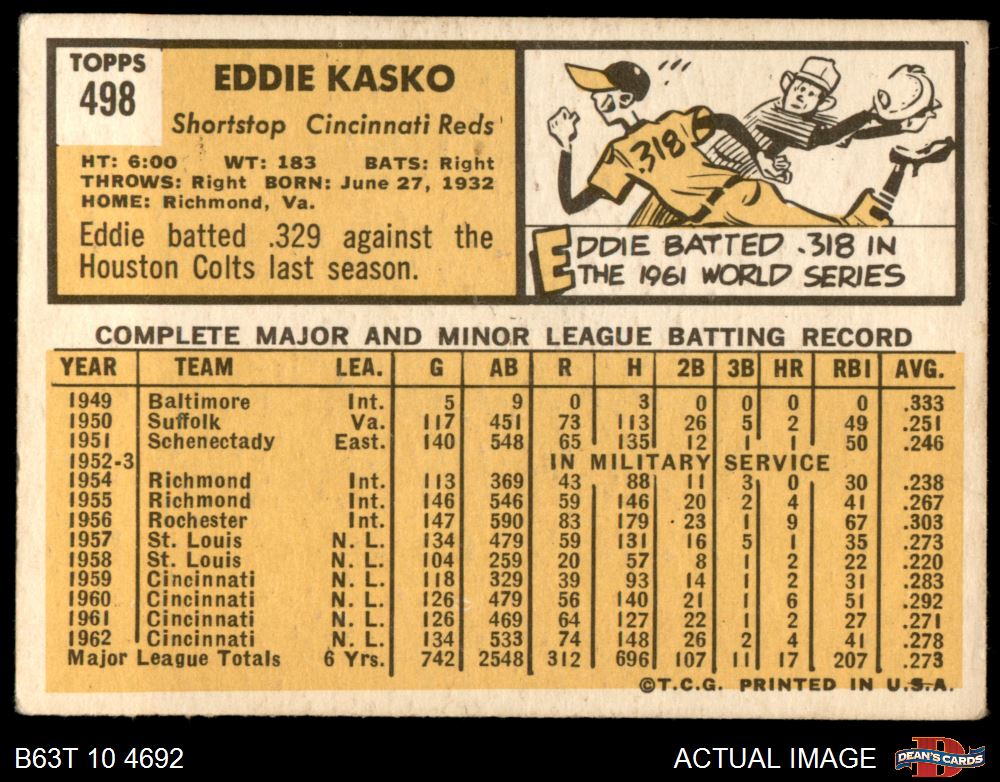 TOPPS
498
EDDIE KASKO
Shortstop Cincinnati Reds
HT: 6:00 WT: 183 BATS: Right
THROWS: Right BORN: June 27, 1932
HOME: Richmond, Va.
Eddie batted .329 against the
Houston Colts last season.
318
EDDIE BATTED .318 IN
THE 1961 WORLD SERIES
COMPLETE MAJOR AND MINOR LEAGUE BATTING RECORD
YEAR TEAM LEA. G AB R H 2B 3B HR RBI AVG.
1949 Baltimore Int. 5 9 0 3 0 0 0 0 .333
1950 Suffolk Va. 117 451 73 113 26 5 2 49 .251
1951 Schenectady East. 140 548 65 135 12 1 1 50 .246
1952-3 IN MILITARY SERVICE
1954 Richmond Int. 113 369 43 88 11 3 0 30 .238
1955 Richmond Int. 146 546 59 146 20 2 4 41 .267
1956 Rochester Int. 147 590 83 179 23 1 9 67 .303
1957 St. Louis N. L. 134 479 59 131 16 5 1 35 .273
1958 St. Louis N. L. 104 259 20 57 8 1 2 22 .220
1959 Cincinnati N. L. 118 329 39 93 14 1 2 31 .283
1960 Cincinnati N. L. 126 479 56 140 21 1 6 51 .292
1961 Cincinnati N. L. 126 469 64 127 22 1 2 27 .271
1962 Cincinnati N. L. 134 533 74 148 26 2 4 41 .278
Major League Totals 6 Yrs. 742 2548 312 696 107 11 17 207 .273
©T.C.G. PRINTED IN U.S.A.
B63T 10 4692
ACTUAL IMAGE
D
DEAN'S CARDS